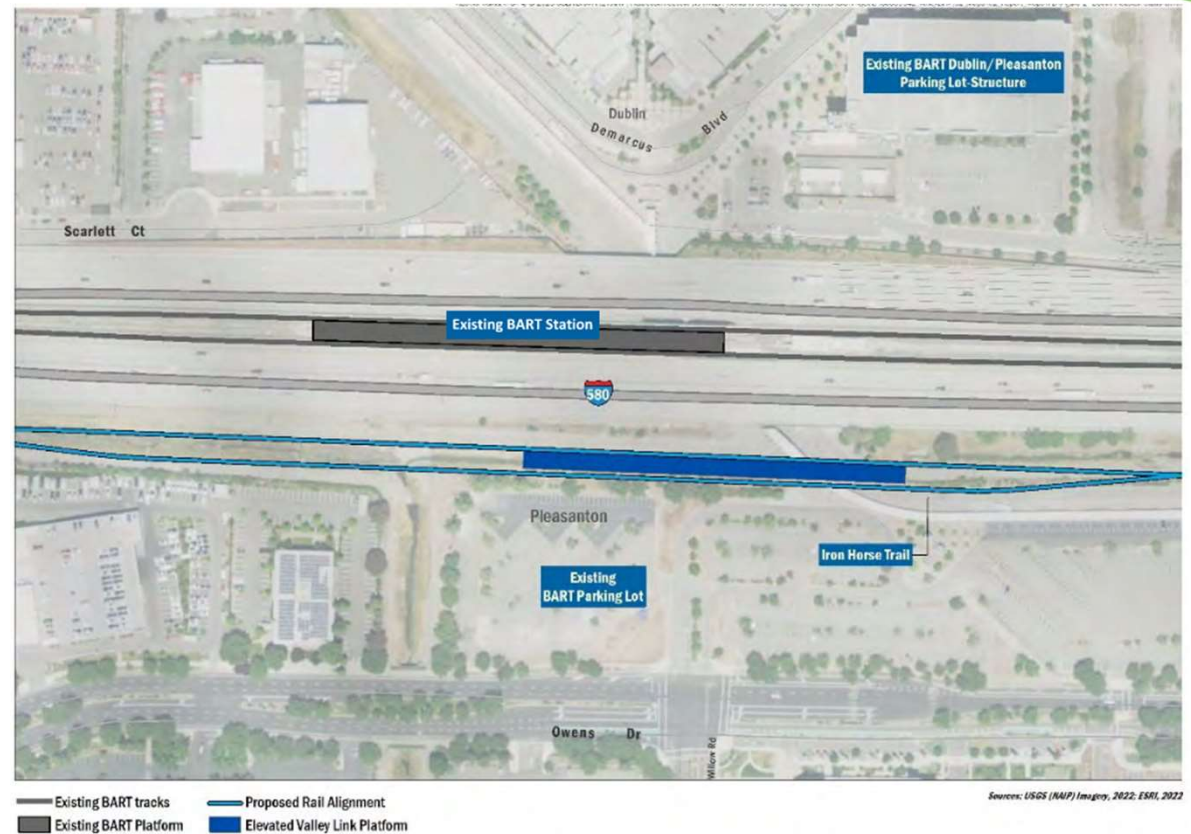 Existing BART Dublin/Pleasanton
Parking Lot-Structure
Dublin
Demarcus Blvd
Scarlett Ct
Existing BART Station
580
Pleasanton
Iron Horse Trail
Existing
BART Parking Lot
Owens Dr
Willow Rd
Existing BART tracks
Proposed Rail Alignment
Sources: USGS (NAIP) Imagery, 2022; ESRI, 2022
Existing BART Platform
Elevated Valley Link Platform